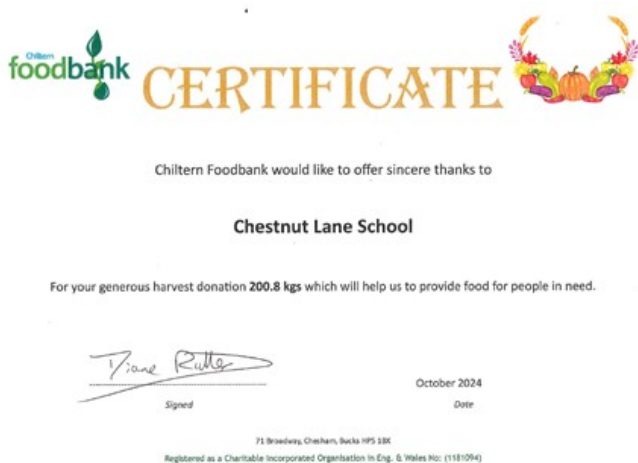 Chiltern
foodbank
CERTIFICATE
Chiltern Foodbank would like to offer sincere thanks to
Chestnut Lane School
For your generous harvest donation 200.8 kgs which will help us to provide food for people in need.
Diane Rutter
Signed
October 2024
Date
71 Broadway, Chesham, Bucks HP5 1BX
Registered as a Charitable Incorporated Organisation in Eng. & Wales No: (1181094)